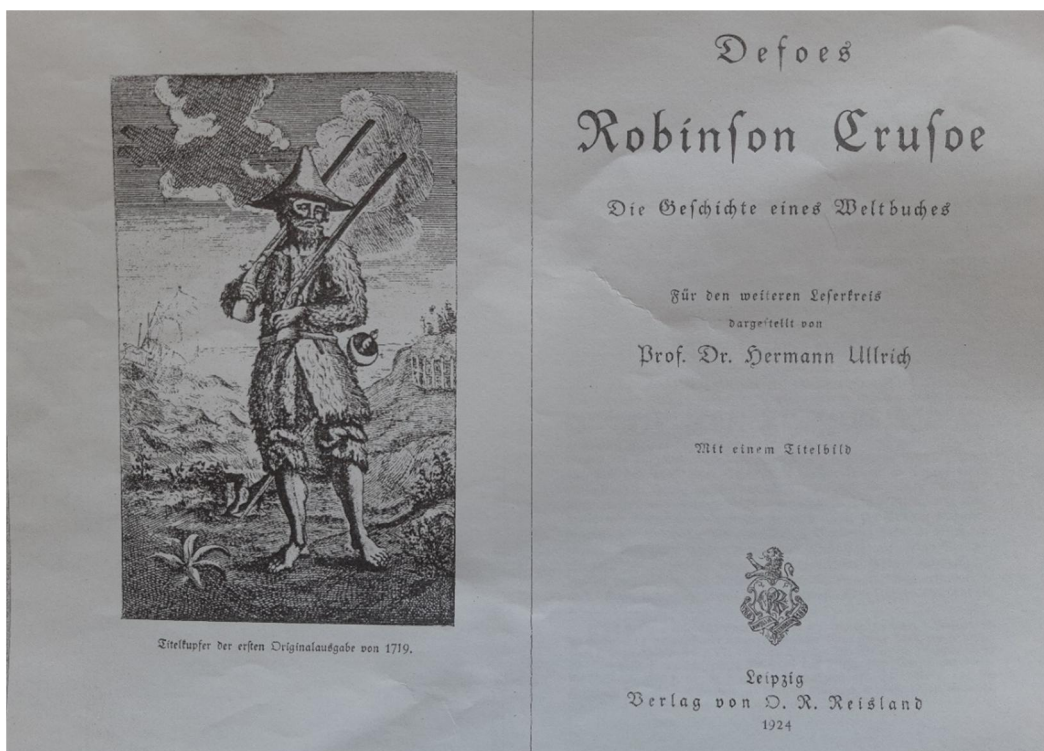 Titelkupfer der erſten Originalausgabe von 1719.
Defoes
Robinſon Cruſoe
Die Geſchichte eines Weltbuches
Für den weiteren Leſerkreis
dargeſtellt von
Prof. Dr. Hermann Ullrich
Mit einem Titelbild
Leipzig
Verlag von O. R. Reisland
1924